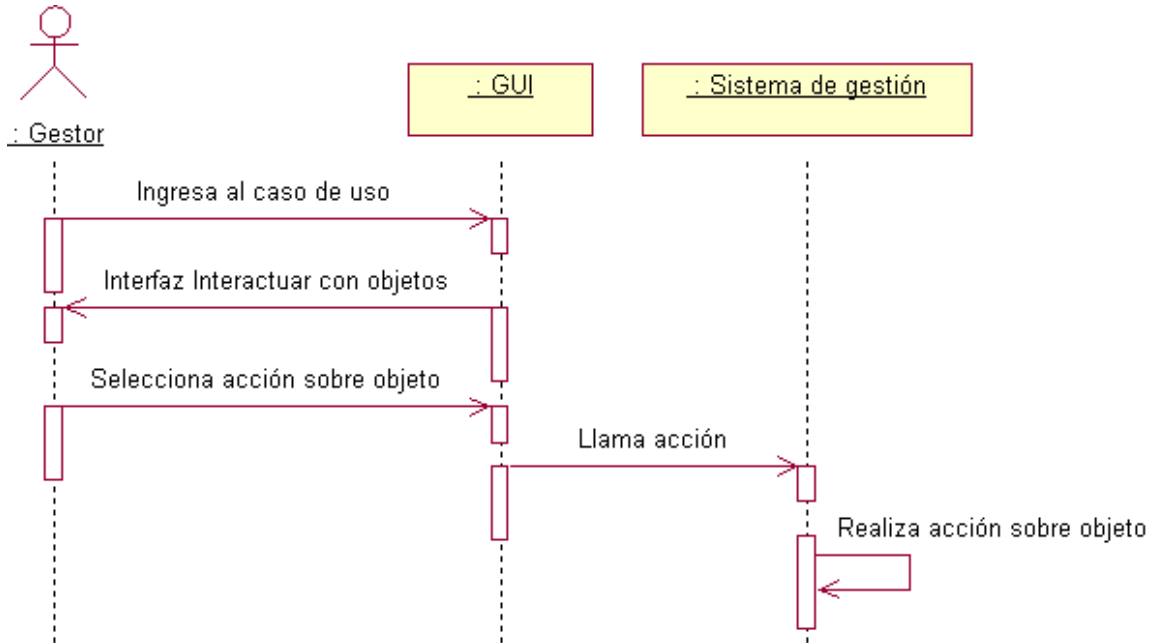 : GUI
: Sistema de gestión
: Gestor
Ingresa al caso de uso
Interfaz Interactuar con objetos
Selecciona acción sobre objeto
Llama acción
Realiza acción sobre objeto